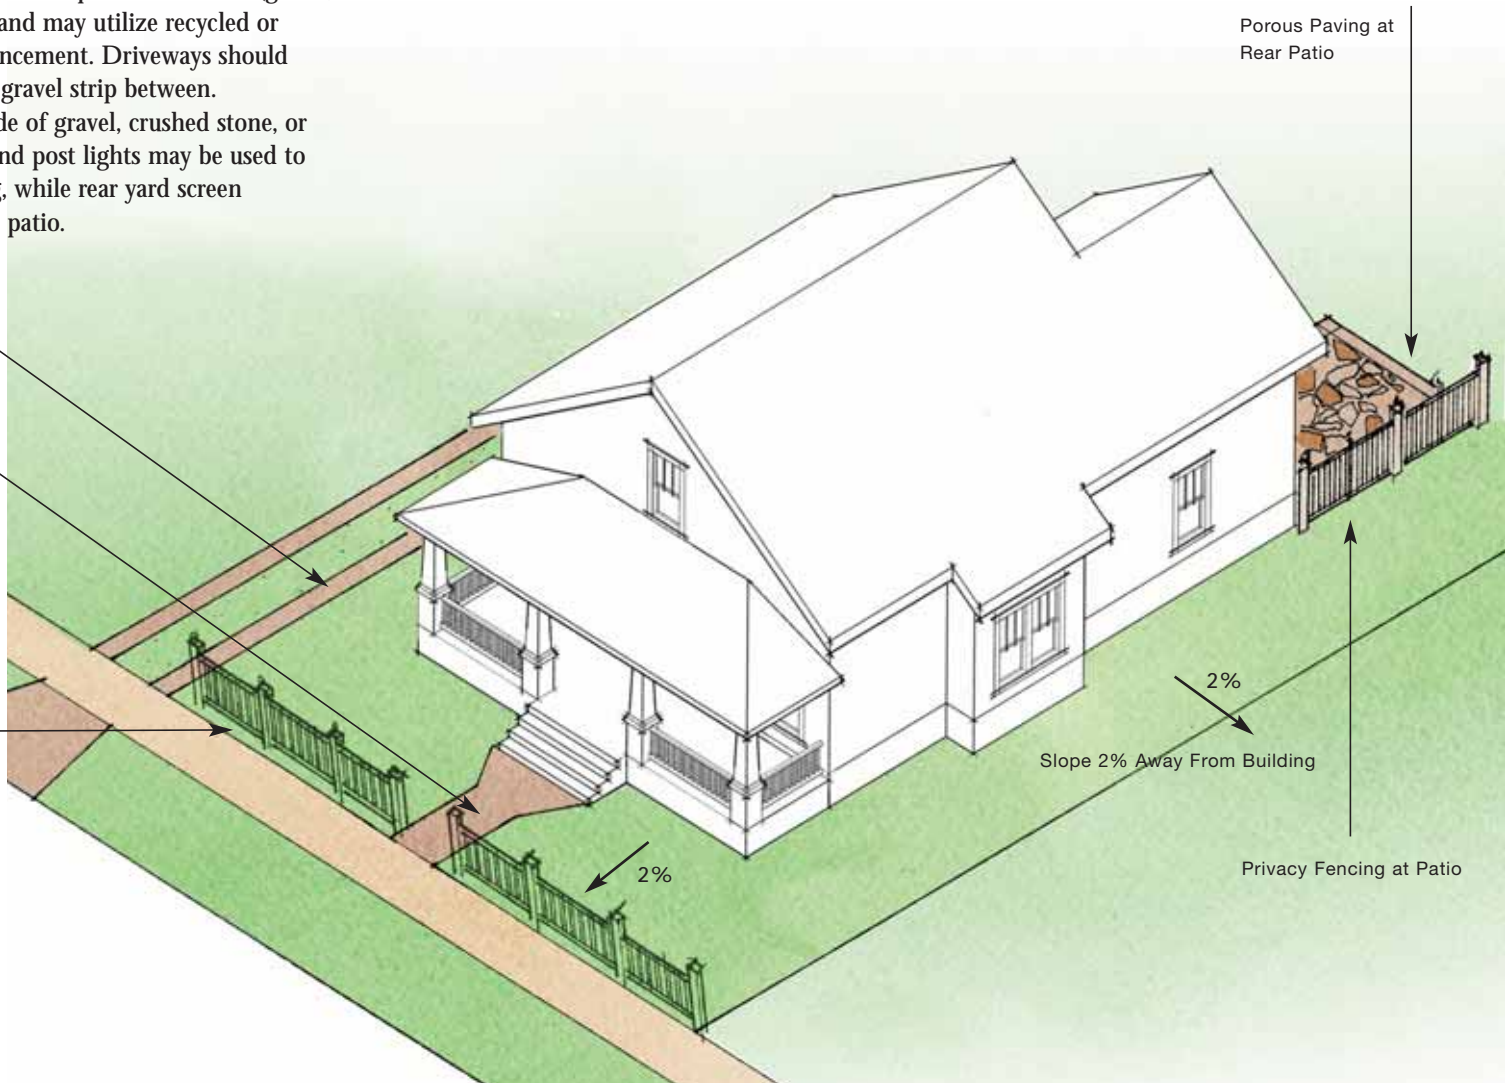 and may utilize recycled or
ncement. Driveways should
gravel strip between.
de of gravel, crushed stone, or
nd post lights may be used to
, while rear yard screen
patio.
Porous Paving at
Rear Patio
2%
Slope 2% Away From Building
Privacy Fencing at Patio
2%